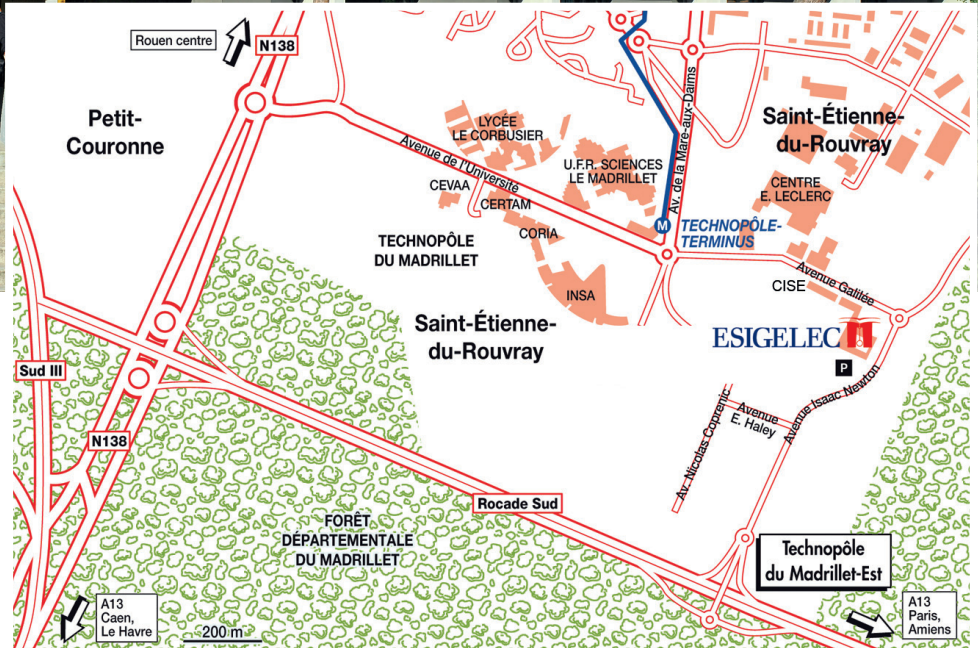 Rouen centre
N138
Petit-
Couronne
LYCÉE
LE CORBUSIER
Avenue de l'Université
U.F.R. SCIENCES
LE MADRILLET
Av. de la Mare-aux-Daims
Saint-Étienne-
du-Rouvray
CENTRE
E. LECLERC
CEVAA
CERTAM
CORIA
M
TECHNOPÔLE-
TERMINUS
TECHNOPÔLE
DU MADRILLET
INSA
Avenue Galilée
CISE
Saint-Étienne-
du-Rouvray
ESIGELEC
P
Sud III
N138
Avenue Isaac Newton
Avenue
E. Haley
Av. Nicolas Coprenic
Rocade Sud
FORÊT
DÉPARTEMENTALE
DU MADRILLET
Technopôle
du Madrillet-Est
A13
Caen,
Le Havre
200 m
A13
Paris,
Amiens